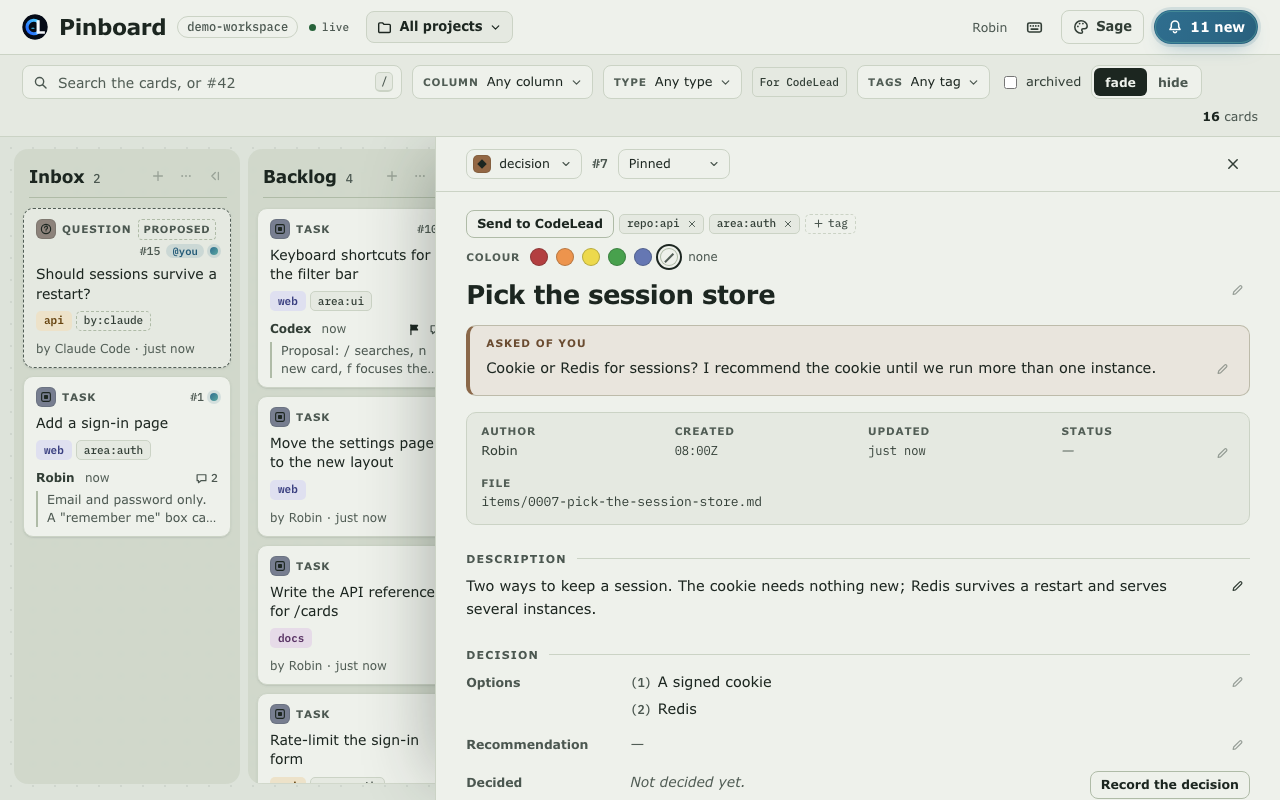 Pinboard demo-workspace live All projects Robin Sage 11 new
Search the cards, or #42 / COLUMN Any column TYPE Any type For CodeLead TAGS Any tag archived fade hide
16 cards
Inbox 2
QUESTION PROPOSED
#15 @you
Should sessions survive a
restart?
api by:claude
by Claude Code · just now
TASK #1
Add a sign-in page
web area:auth
Robin now 2
Email and password only.
A "remember me" box ca…
Backlog 4
TASK
Keyboard shortcuts for
the filter bar
web area:ui
Codex now
Proposal: / searches, n
new card, f focuses the…
TASK
Move the settings page
to the new layout
web
by Robin · just now
TASK
Write the API reference
for /cards
docs
by Robin · just now
TASK
Rate-limit the sign-in
form
decision #7 Pinned
Send to CodeLead repo:api × area:auth × + tag
COLOUR none
Pick the session store
ASKED OF YOU
Cookie or Redis for sessions? I recommend the cookie until we run more than one instance.
AUTHOR CREATED UPDATED STATUS
Robin 08:00Z just now —
FILE
items/0007-pick-the-session-store.md
DESCRIPTION
Two ways to keep a session. The cookie needs nothing new; Redis survives a restart and serves
several instances.
DECISION
Options (1) A signed cookie
(2) Redis
Recommendation —
Decided Not decided yet. Record the decision